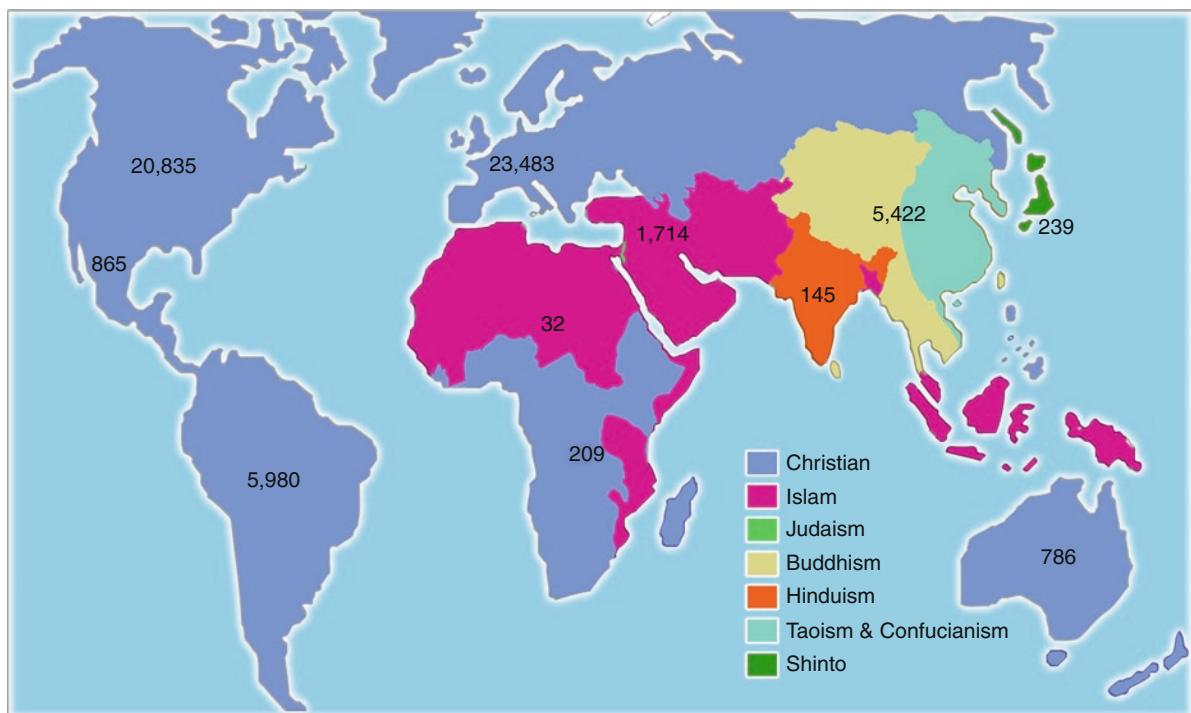 20,835
23,483
5,422
1,714
239
865
145
32
209
5,980
786
Christian
Islam
Judaism
Buddhism
Hinduism
Taoism & Confucianism
Shinto